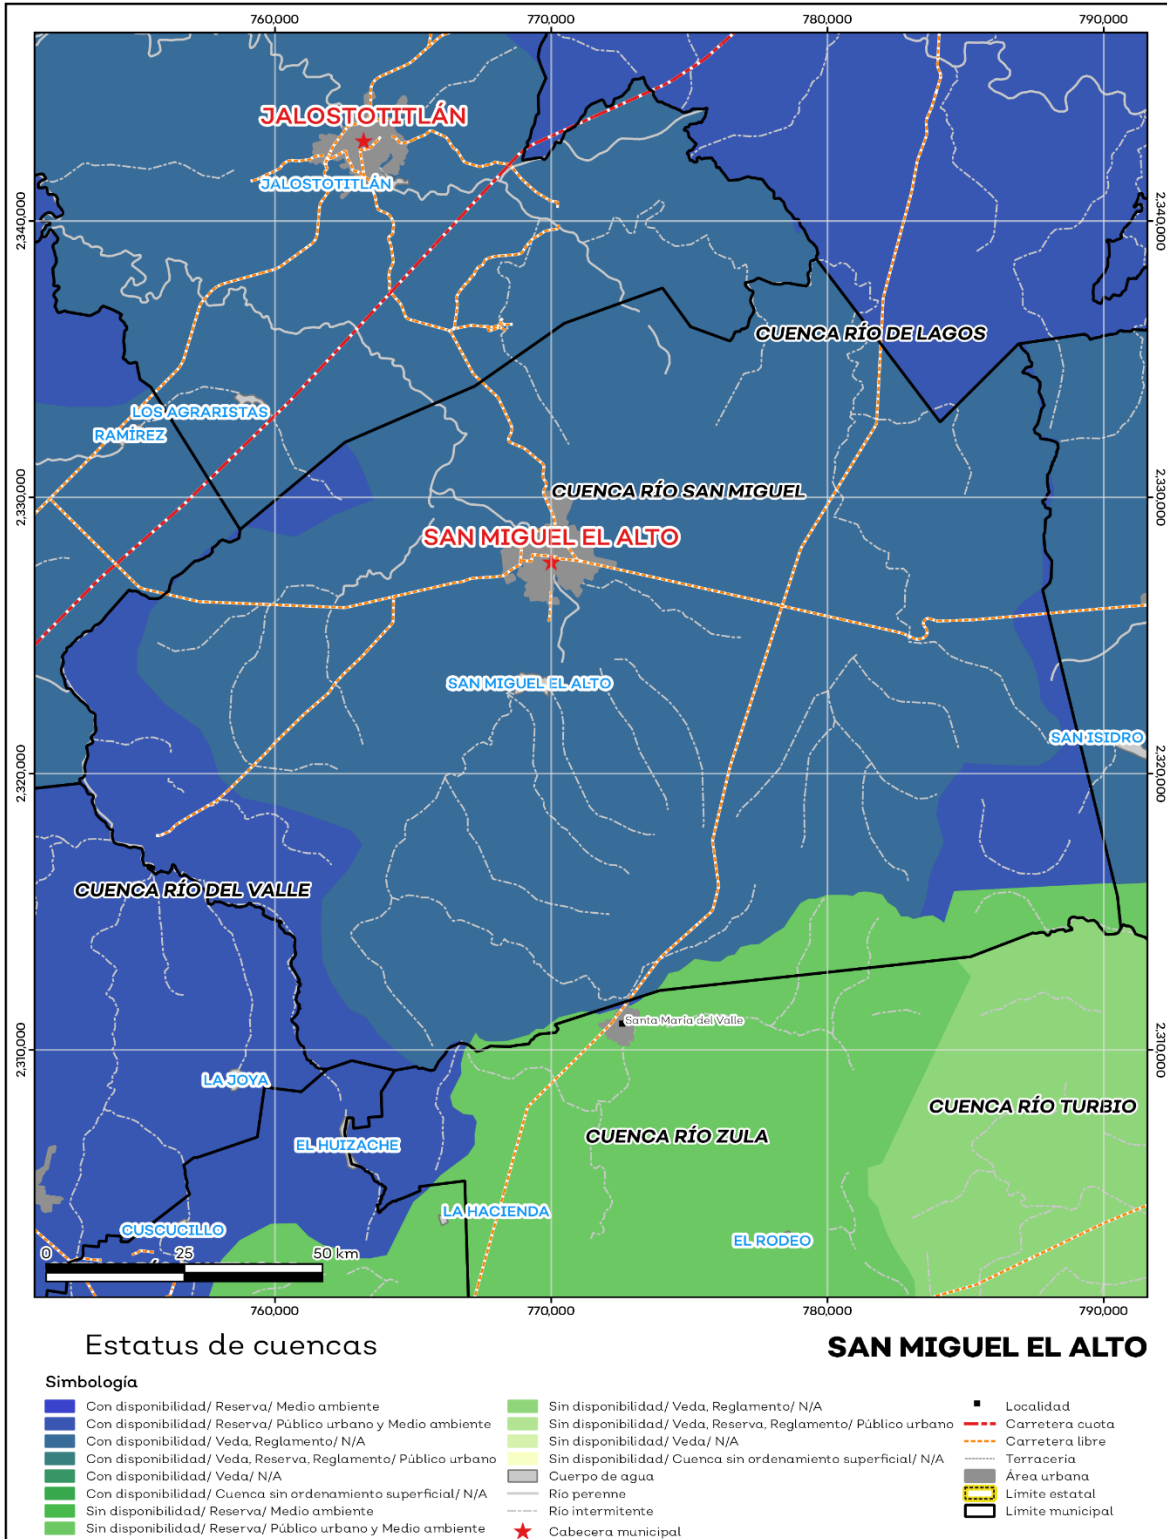 760,000 770,000 780,000 790,000
JALOSTOTITLÁN
JALOSTOTITLÁN
2,340,000 2,340,000
CUENCA RÍO DE LAGOS
LOS AGRARISTAS
RAMÍREZ
CUENCA RÍO SAN MIGUEL
2,330,000 2,330,000
SAN MIGUEL EL ALTO
SAN MIGUEL EL ALTO
SAN ISIDRO
2,320,000 2,320,000
CUENCA RÍO DEL VALLE
Santa María del Valle
2,310,000 2,310,000
LA JOYA
CUENCA RÍO TURBIO
CUENCA RÍO ZULA
EL HUIZACHE
LA HACIENDA
CUSCUCILLO
EL RODEO
0 25 50 km
760,000 770,000 780,000 790,000
Estatus de cuencas
SAN MIGUEL EL ALTO
Simbología
Con disponibilidad/ Reserva/ Medio ambiente
Con disponibilidad/ Reserva/ Público urbano y Medio ambiente
Con disponibilidad/ Veda, Reglamento/ N/A
Con disponibilidad/ Veda, Reserva, Reglamento/ Público urbano
Con disponibilidad/ Veda/ N/A
Con disponibilidad/ Cuenca sin ordenamiento superficial/ N/A
Sin disponibilidad/ Reserva/ Medio ambiente
Sin disponibilidad/ Reserva/ Público urbano y Medio ambiente
Sin disponibilidad/ Veda, Reglamento/ N/A
Sin disponibilidad/ Veda, Reserva, Reglamento/ Público urbano
Sin disponibilidad/ Veda/ N/A
Sin disponibilidad/ Cuenca sin ordenamiento superficial/ N/A
Cuerpo de agua
Río perenne
Río intermitente
Cabecera municipal
Localidad
Carretera cuota
Carretera libre
Terracería
Área urbana
Límite estatal
Límite municipal